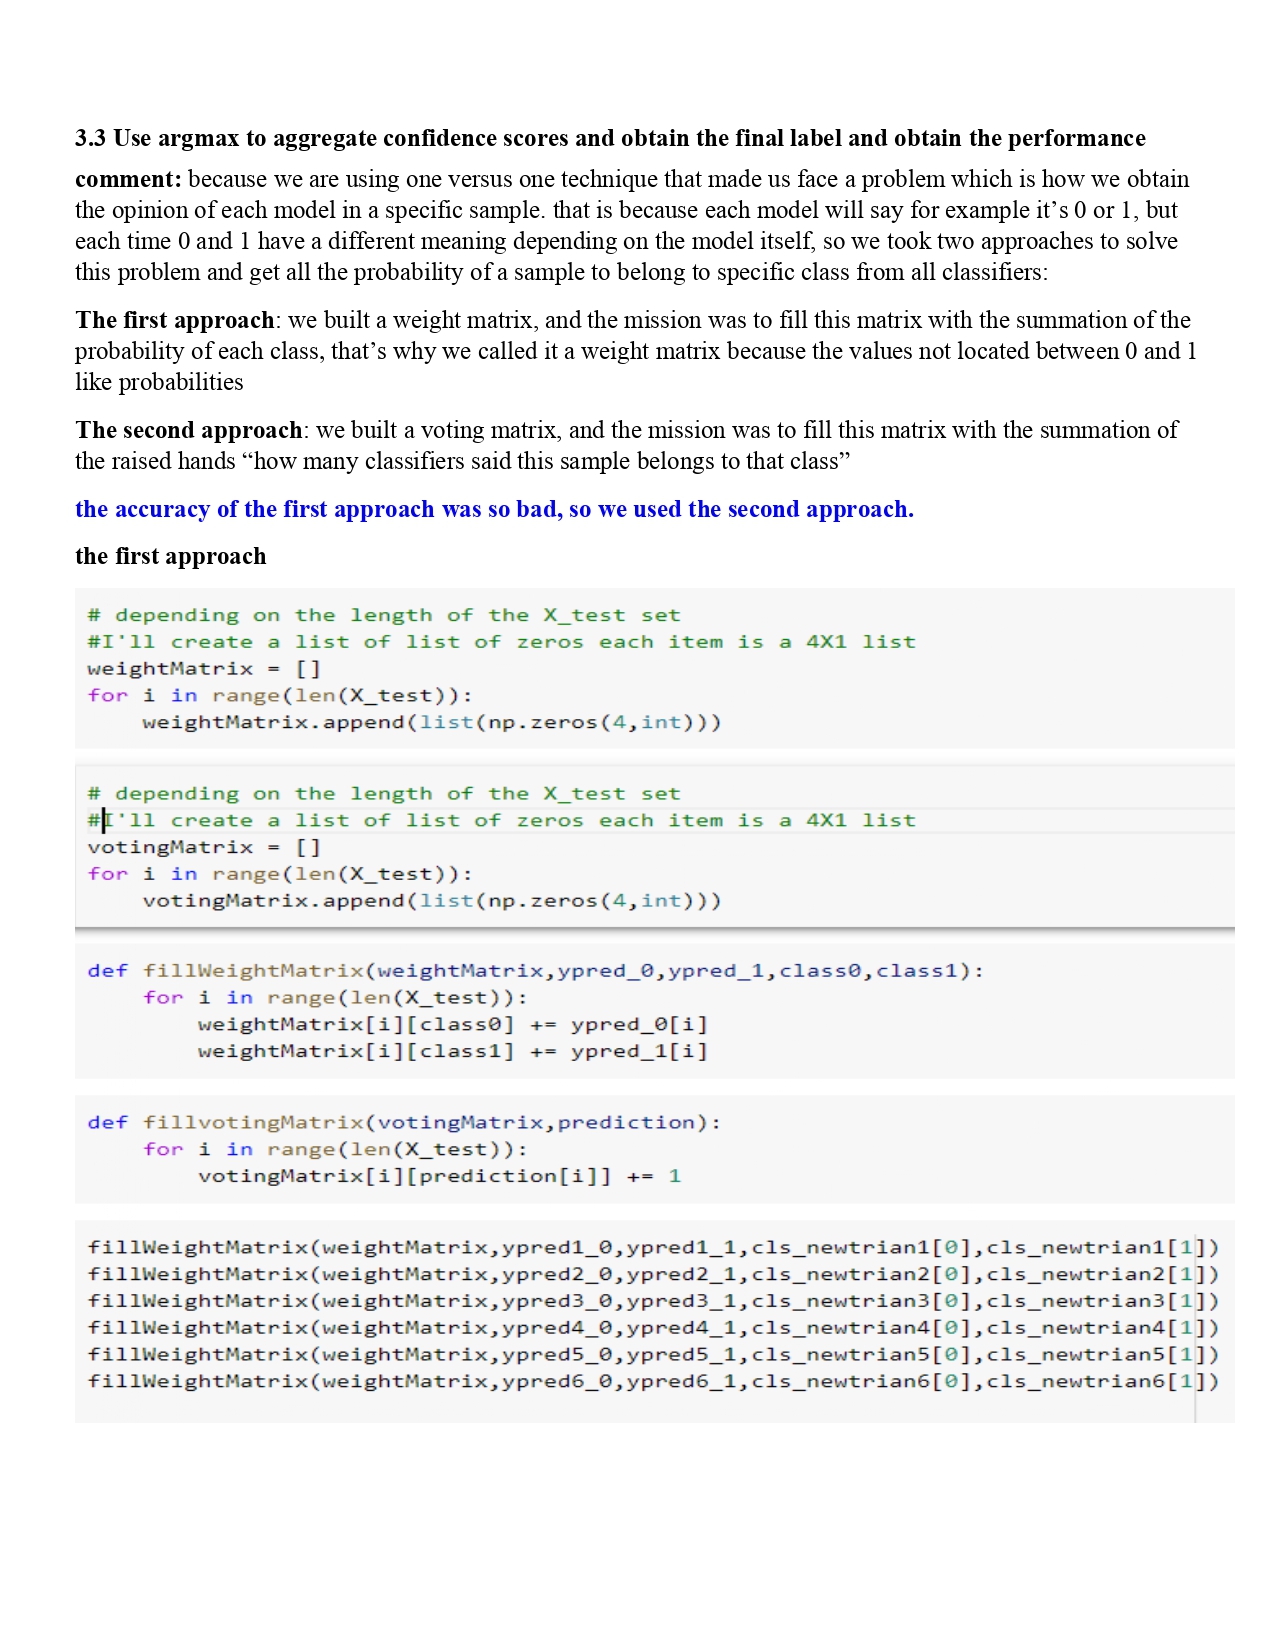 3.3 Use argmax to aggregate confidence scores and obtain the final label and obtain the performance
comment: because we are using one versus one technique that made us face a problem which is how we obtain
the opinion of each model in a specific sample. that is because each model will say for example it’s 0 or 1, but
each time 0 and 1 have a different meaning depending on the model itself, so we took two approaches to solve
this problem and get all the probability of a sample to belong to specific class from all classifiers:
The first approach: we built a weight matrix, and the mission was to fill this matrix with the summation of the
probability of each class, that’s why we called it a weight matrix because the values not located between 0 and 1
like probabilities
The second approach: we built a voting matrix, and the mission was to fill this matrix with the summation of
the raised hands “how many classifiers said this sample belongs to that class”
the accuracy of the first approach was so bad, so we used the second approach.
the first approach
# depending on the length of the X_test set
#I'll create a list of list of zeros each item is a 4X1 list
weightMatrix = []
for i in range(len(X_test)):
    weightMatrix.append(list(np.zeros(4,int)))
# depending on the length of the X_test set
#I'll create a list of list of zeros each item is a 4X1 list
votingMatrix = []
for i in range(len(X_test)):
    votingMatrix.append(list(np.zeros(4,int)))
def fillWeightMatrix(weightMatrix,ypred_0,ypred_1,class0,class1):
    for i in range(len(X_test)):
        weightMatrix[i][class0] += ypred_0[i]
        weightMatrix[i][class1] += ypred_1[i]
def fillvotingMatrix(votingMatrix,prediction):
    for i in range(len(X_test)):
        votingMatrix[i][prediction[i]] += 1
fillWeightMatrix(weightMatrix,ypred1_0,ypred1_1,cls_newtrian1[0],cls_newtrian1[1])
fillWeightMatrix(weightMatrix,ypred2_0,ypred2_1,cls_newtrian2[0],cls_newtrian2[1])
fillWeightMatrix(weightMatrix,ypred3_0,ypred3_1,cls_newtrian3[0],cls_newtrian3[1])
fillWeightMatrix(weightMatrix,ypred4_0,ypred4_1,cls_newtrian4[0],cls_newtrian4[1])
fillWeightMatrix(weightMatrix,ypred5_0,ypred5_1,cls_newtrian5[0],cls_newtrian5[1])
fillWeightMatrix(weightMatrix,ypred6_0,ypred6_1,cls_newtrian6[0],cls_newtrian6[1])